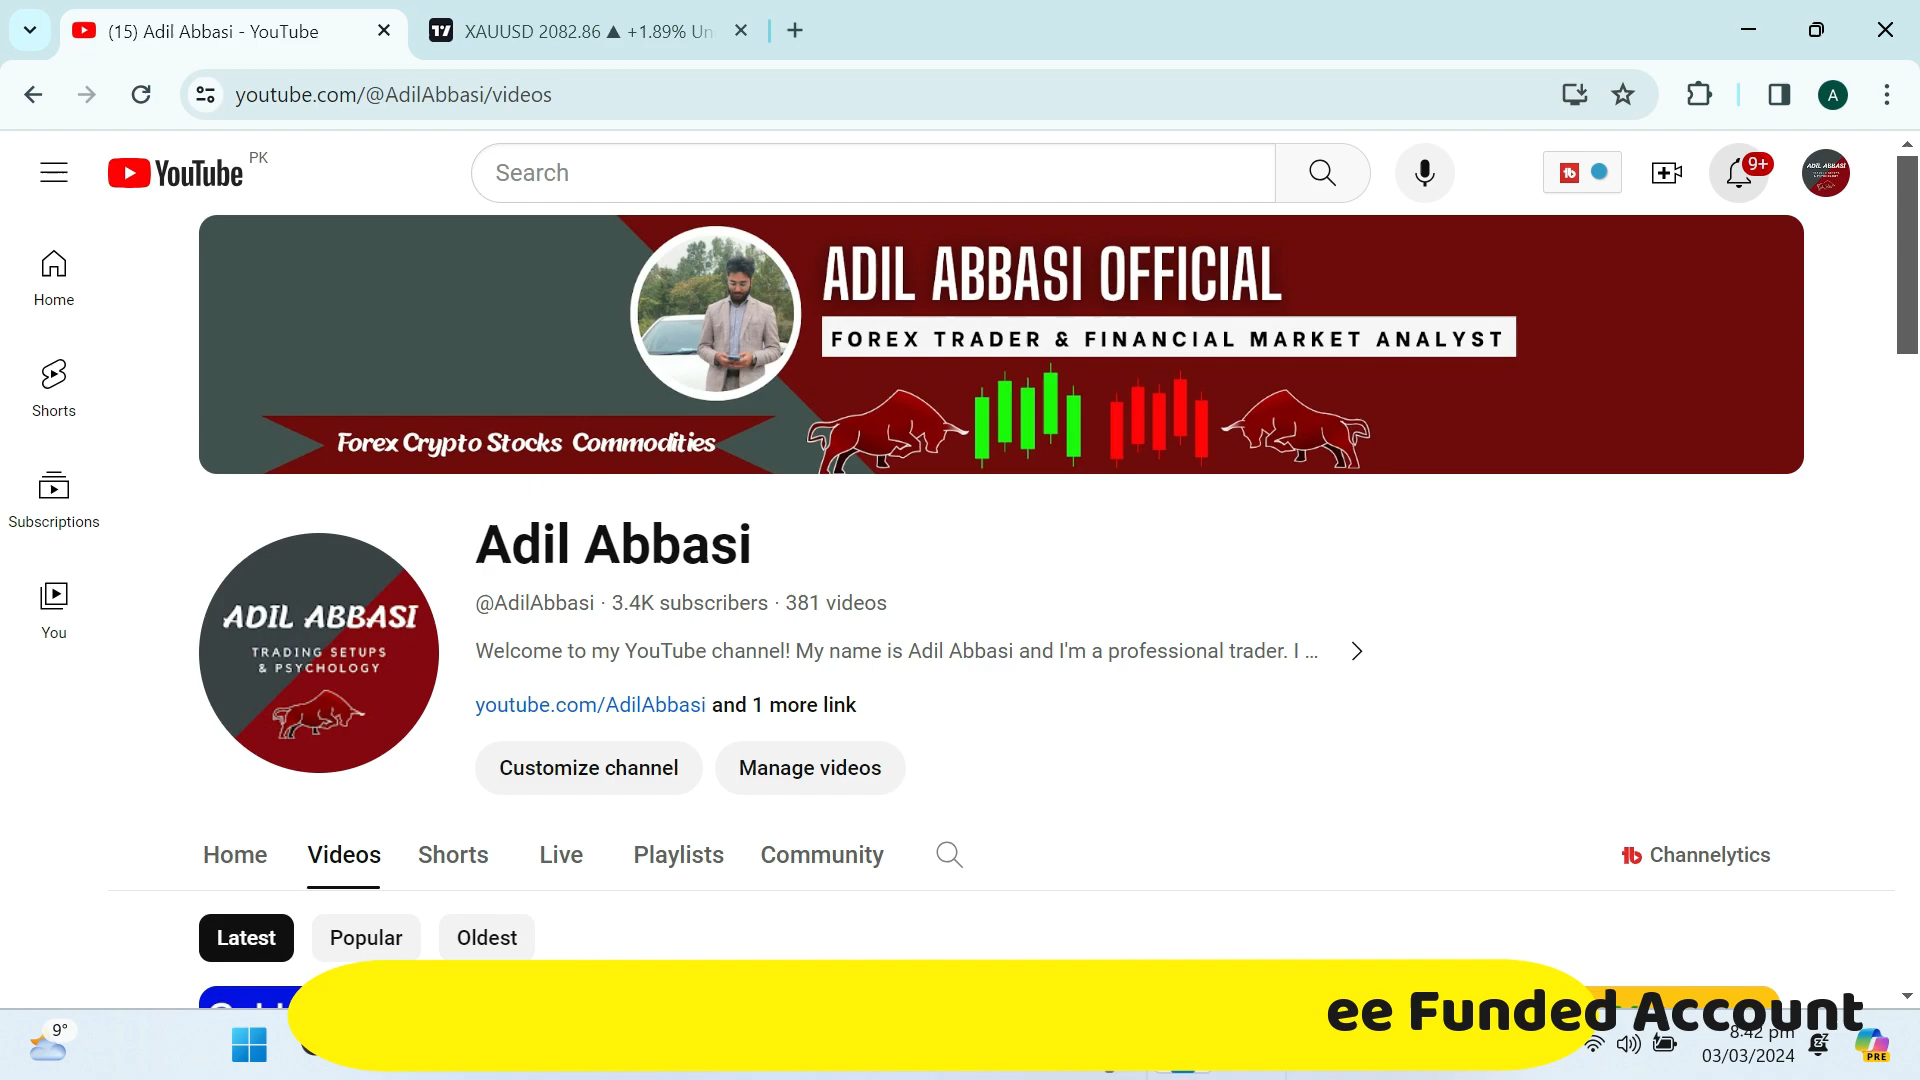 (15) Adil Abbasi - YouTube
XAUUSD 2082.86 ▲ +1.89% Un
youtube.com/@AdilAbbasi/videos
A
YouTube PK
Search
9+
Home
Shorts
Subscriptions
You
ADIL ABBASI OFFICIAL
FOREX TRADER & FINANCIAL MARKET ANALYST
Forex Crypto Stocks Commodities
ADIL ABBASI
TRADING SETUPS
& PSYCHOLOGY
Adil Abbasi
@AdilAbbasi · 3.4K subscribers · 381 videos
Welcome to my YouTube channel! My name is Adil Abbasi and I'm a professional trader. I ...
youtube.com/AdilAbbasi and 1 more link
Customize channel
Manage videos
Home
Videos
Shorts
Live
Playlists
Community
Channelytics
Latest
Popular
Oldest
ee Funded Account
9°
8:42 pm
03/03/2024
PRE